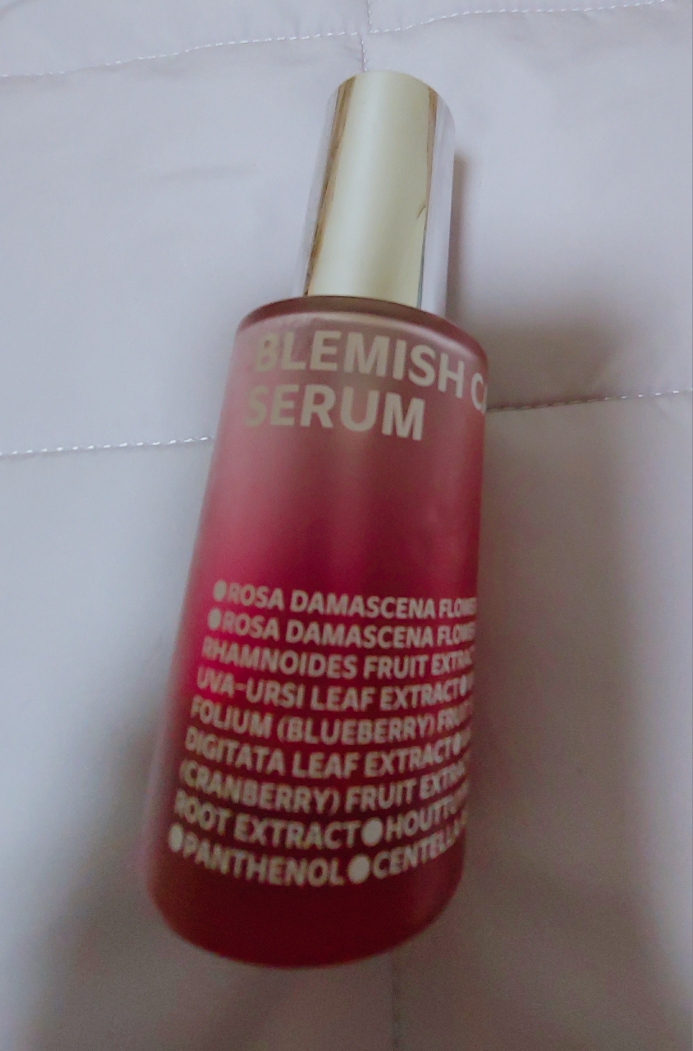 BLEMISH
SERUM
●ROSA DAMASCENA
●ROSA DAMASCENA
RHAMNOIDES FRUIT
UVA-URSI LEAF EXTRACT●
FOLIUM (BLUEBERRY)
DIGITATA LEAF EXTRACT●
(CRANBERRY) FRUIT
ROOT EXTRACT●
●PANTHENOL●